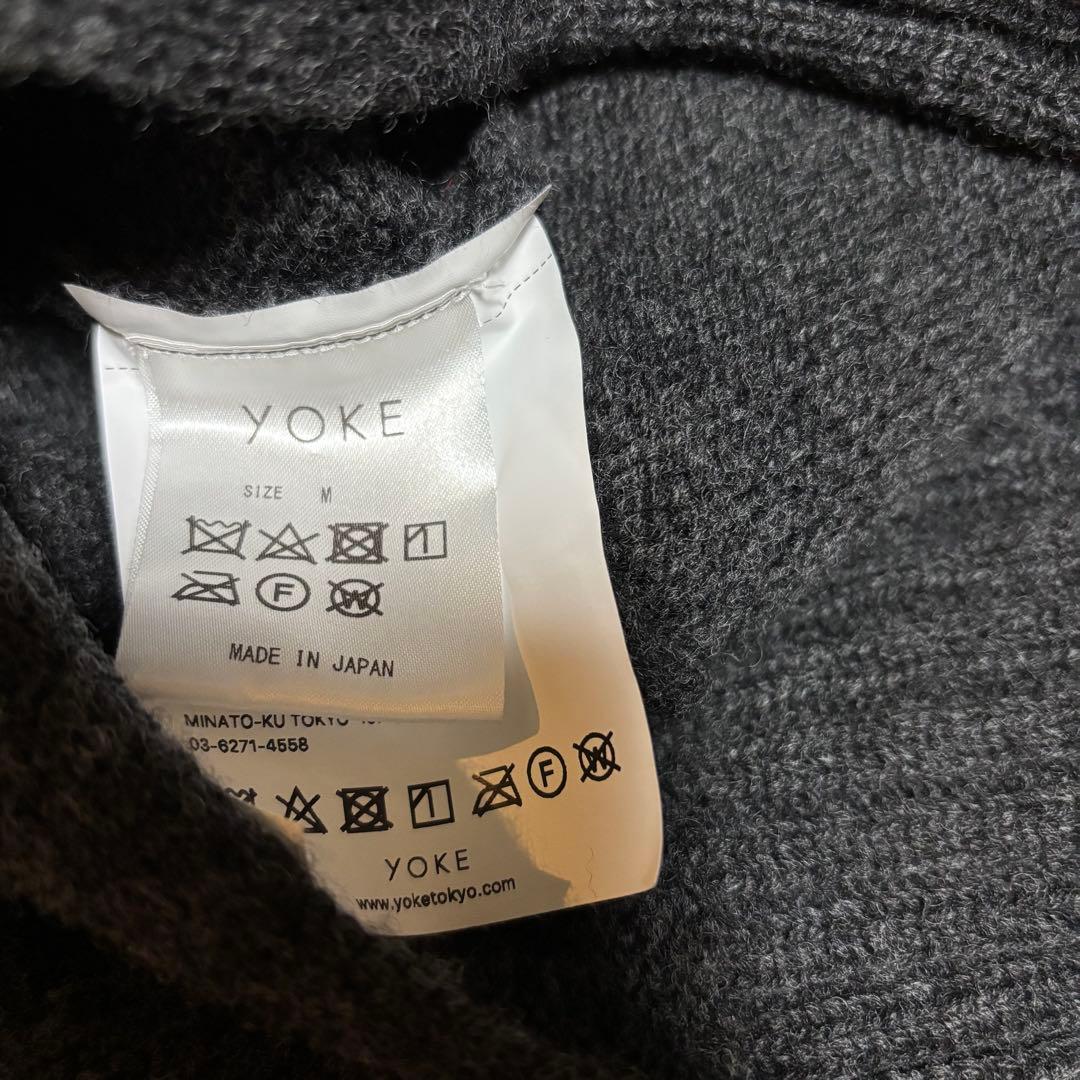 YOKE
SIZE M
F W
MADE IN JAPAN
MINATO-KU TOKYO
03-6271-4558
F W
YOKE
www.yoketokyo.com